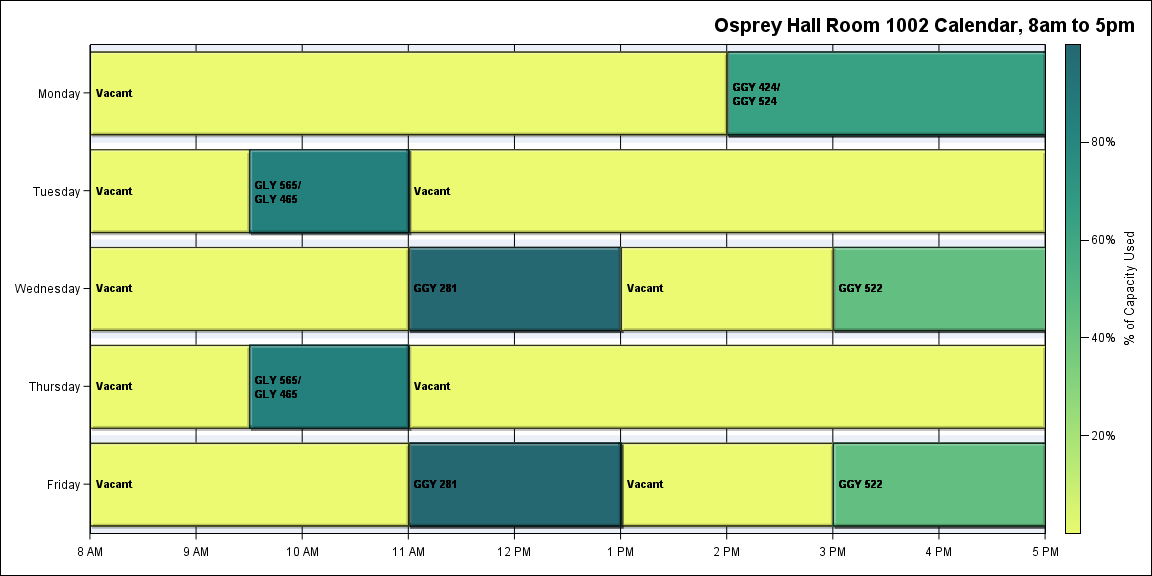 Osprey Hall Room 1002 Calendar, 8am to 5pm
Monday
Vacant
GGY 424/
GGY 524
Tuesday
Vacant
GLY 565/
GLY 465
Vacant
Wednesday
Vacant
GGY 281
Vacant
GGY 522
Thursday
Vacant
GLY 565/
GLY 465
Vacant
Friday
Vacant
GGY 281
Vacant
GGY 522
8 AM
9 AM
10 AM
11 AM
12 PM
1 PM
2 PM
3 PM
4 PM
5 PM
80%
60%
40%
20%
% of Capacity Used